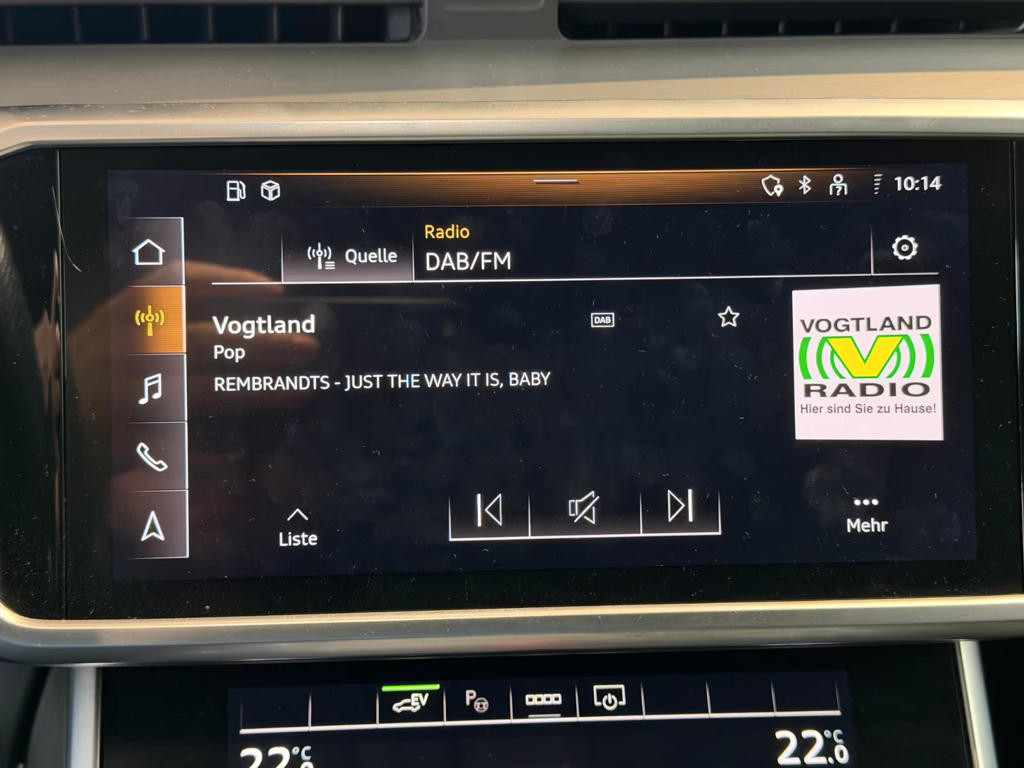 10:14
Quelle
Radio
DAB/FM
Vogtland
DAB
Pop
REMBRANDTS - JUST THE WAY IT IS, BABY
VOGTLAND
V
RADIO
Hier sind Sie zu Hause!
Liste
Mehr
EV
P
22°C
22.0°C